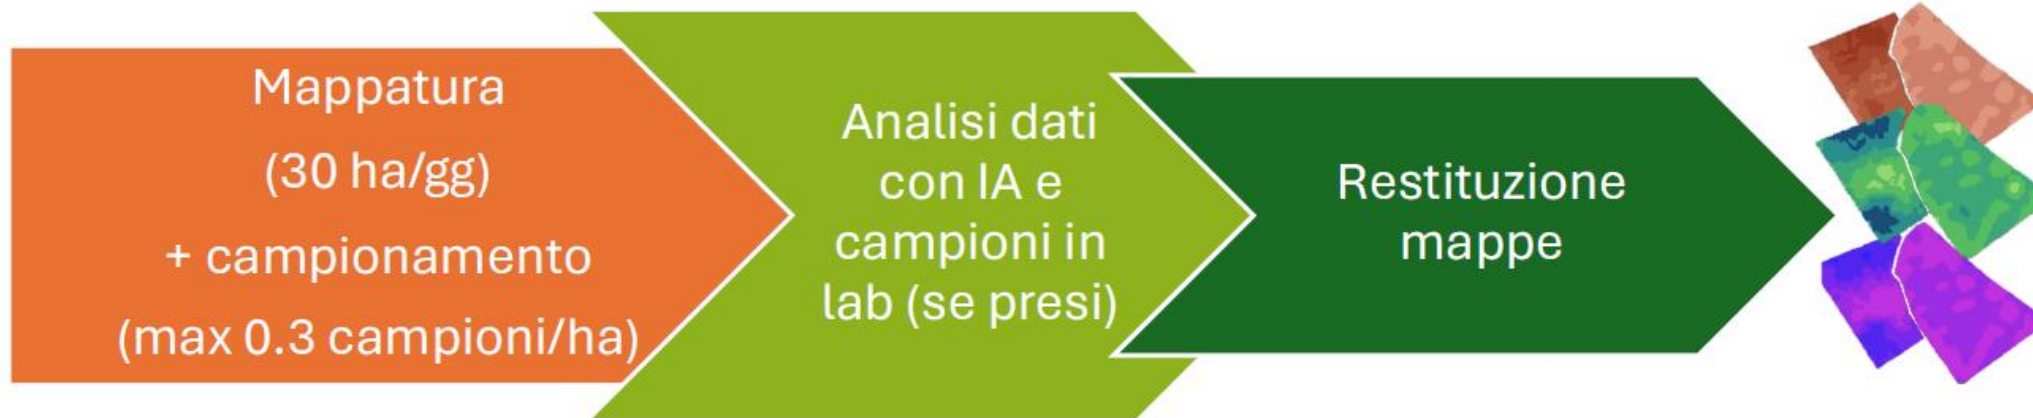 Mappatura
(30 ha/gg)
+ campionamento
(max 0.3 campioni/ha)
Analisi dati
con IA e
campioni in
lab (se presi)
Restituzione
mappe